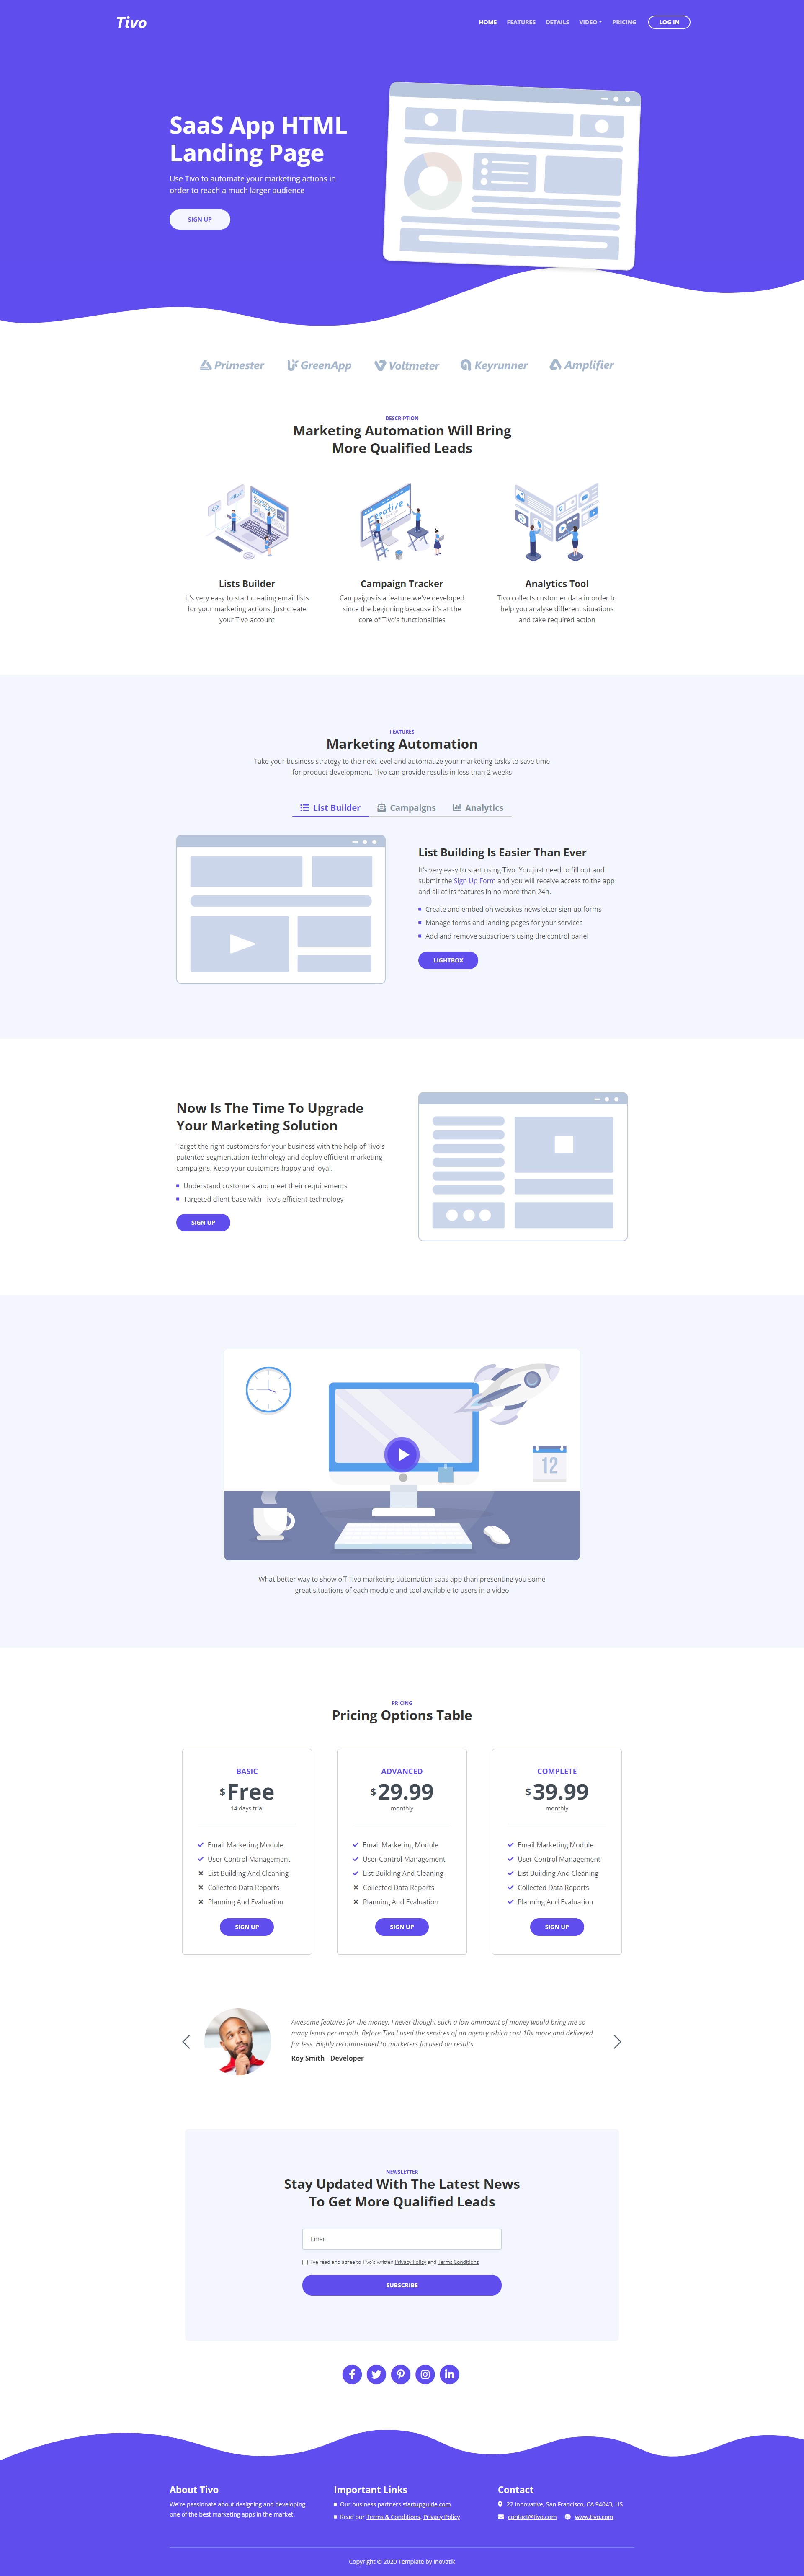 Tivo
HOME FEATURES DETAILS VIDEO PRICING LOG IN
SaaS App HTML
Landing Page
Use Tivo to automate your marketing actions in
order to reach a much larger audience
SIGN UP
Primester GreenApp Voltmeter Keyrunner Amplifier
DESCRIPTION
Marketing Automation Will Bring
More Qualified Leads
creative
Lists Builder
It's very easy to start creating email lists
for your marketing actions. Just create
your Tivo account
Campaign Tracker
Campaigns is a feature we've developed
since the beginning because it's at the
core of Tivo's functionalities
Analytics Tool
Tivo collects customer data in order to
help you analyse different situations
and take required action
FEATURES
Marketing Automation
Take your business strategy to the next level and automatize your marketing tasks to save time
for product development. Tivo can provide results in less than 2 weeks
List Builder Campaigns Analytics
List Building Is Easier Than Ever
It's very easy to start using Tivo. You just need to fill out and
submit the Sign Up Form and you will receive access to the app
and all of its features in no more than 24h.
Create and embed on websites newsletter sign up forms
Manage forms and landing pages for your services
Add and remove subscribers using the control panel
LIGHTBOX
Now Is The Time To Upgrade
Your Marketing Solution
Target the right customers for your business with the help of Tivo's
patented segmentation technology and deploy efficient marketing
campaigns. Keep your customers happy and loyal.
Understand customers and meet their requirements
Targeted client base with Tivo's efficient technology
SIGN UP
12
What better way to show off Tivo marketing automation saas app than presenting you some
great situations of each module and tool available to users in a video
PRICING
Pricing Options Table
BASIC
$Free
14 days trial
Email Marketing Module
User Control Management
List Building And Cleaning
Collected Data Reports
Planning And Evaluation
SIGN UP
ADVANCED
$29.99
monthly
Email Marketing Module
User Control Management
List Building And Cleaning
Collected Data Reports
Planning And Evaluation
SIGN UP
COMPLETE
$39.99
monthly
Email Marketing Module
User Control Management
List Building And Cleaning
Collected Data Reports
Planning And Evaluation
SIGN UP
Awesome features for the money. I never thought such a low ammount of money would bring me so
many leads per month. Before Tivo I used the services of an agency which cost 10x more and delivered
far less. Highly recommended to marketers focused on results.
Roy Smith - Developer
NEWSLETTER
Stay Updated With The Latest News
To Get More Qualified Leads
Email
I've read and agree to Tivo's written Privacy Policy and Terms Conditions
SUBSCRIBE
About Tivo
We're passionate about designing and developing
one of the best marketing apps in the market
Important Links
Our business partners startupguide.com
Read our Terms & Conditions, Privacy Policy
Contact
22 Innovative, San Francisco, CA 94043, US
contact@tivo.com www.tivo.com
Copyright © 2020 Template by Inovatik